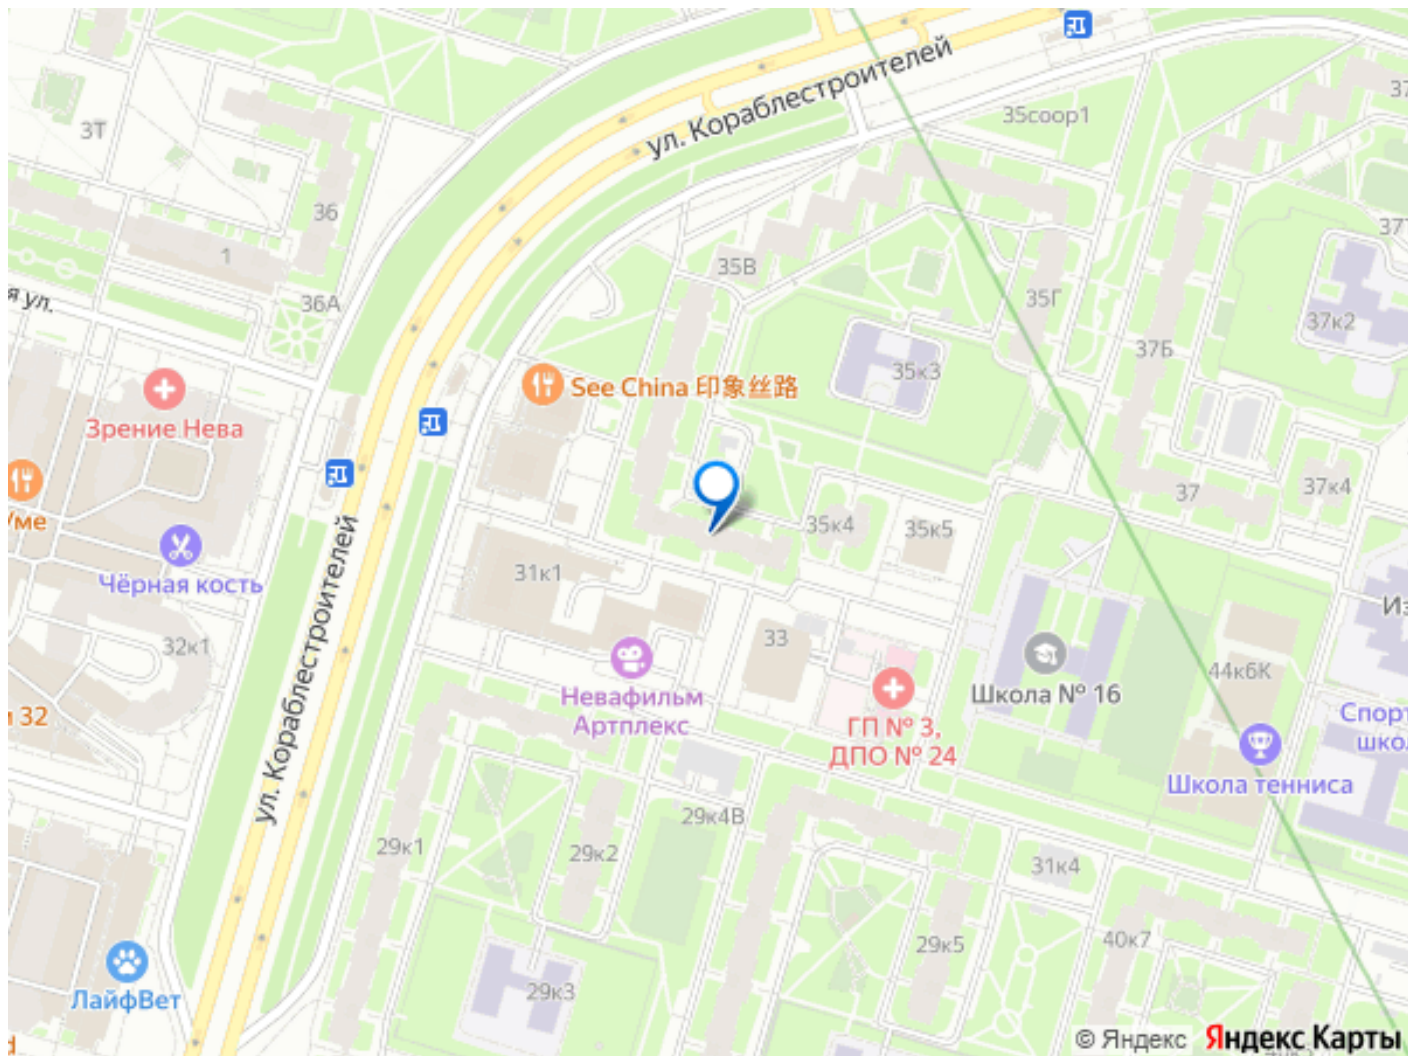 ул. Кораблестроителей
35соор1
3Т
36
1
35В
35Г
37Б
37к2
36А
я ул.
35к3
See China 印象丝路
Зрение Нева
37
37к4
Уме
35к4
35к5
31к1
Чёрная кость
ул. Кораблестроителей
32к1
33
Школа № 16
44к6К
Невафильм
Артплекс
ГП № 3,
ДПО № 24
Школа тенниса
29к4В
29к1
29к2
31к4
40к7
29к5
29к3
ЛайфВет
© Яндекс Яндекс Карты